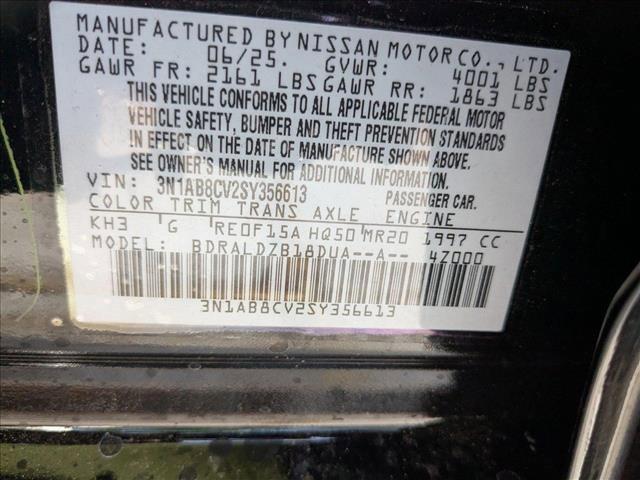 MANUFACTURED BY NISSAN MOTOR CO., LTD.
DATE: 06/25. GVWR: 4001 LBS
GAWR FR: 2161 LBS GAWR RR: 1863 LBS
THIS VEHICLE CONFORMS TO ALL APPLICABLE FEDERAL MOTOR
VEHICLE SAFETY, BUMPER AND THEFT PREVENTION STANDARDS
IN EFFECT ON THE DATE OF MANUFACTURE SHOWN ABOVE.
SEE OWNER'S MANUAL FOR ADDITIONAL INFORMATION.
VIN: 3N1AB8CV2SY356613 PASSENGER CAR.
COLOR TRIM TRANS AXLE ENGINE
KH3 G RE0F15A HQ50 MR20 1997 CC
BDRALDZB18DUA--A-- 4Z000
3N1AB8CV2SY356613